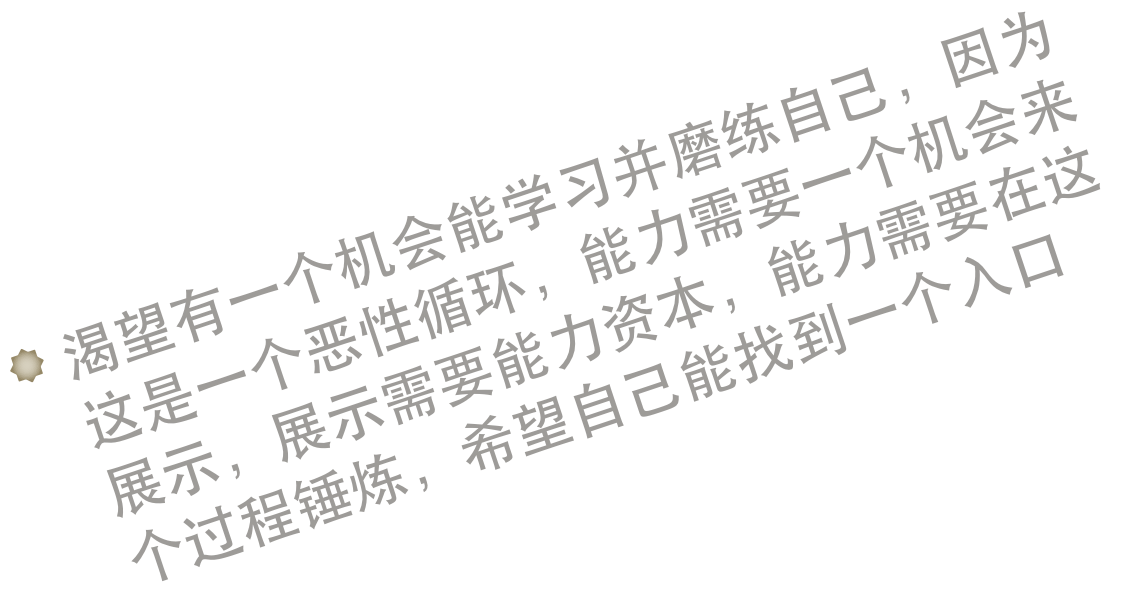 渴望有一个机会能学习并磨练自己，因为
这是一个恶性循环，能力需要一个机会来
展示，展示需要能力资本，能力需要在这
个过程锤炼，希望自己能找到一个入口